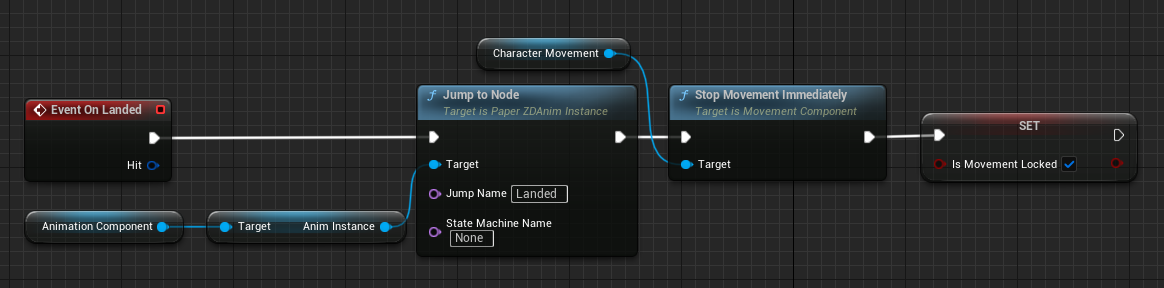 Character Movement
Event On Landed
Hit
f Jump to Node
Target is Paper ZDAnim Instance
Target
Jump Name Landed
State Machine Name
None
f Stop Movement Immediately
Target is Movement Component
Target
SET
Is Movement Locked
Animation Component
Target Anim Instance